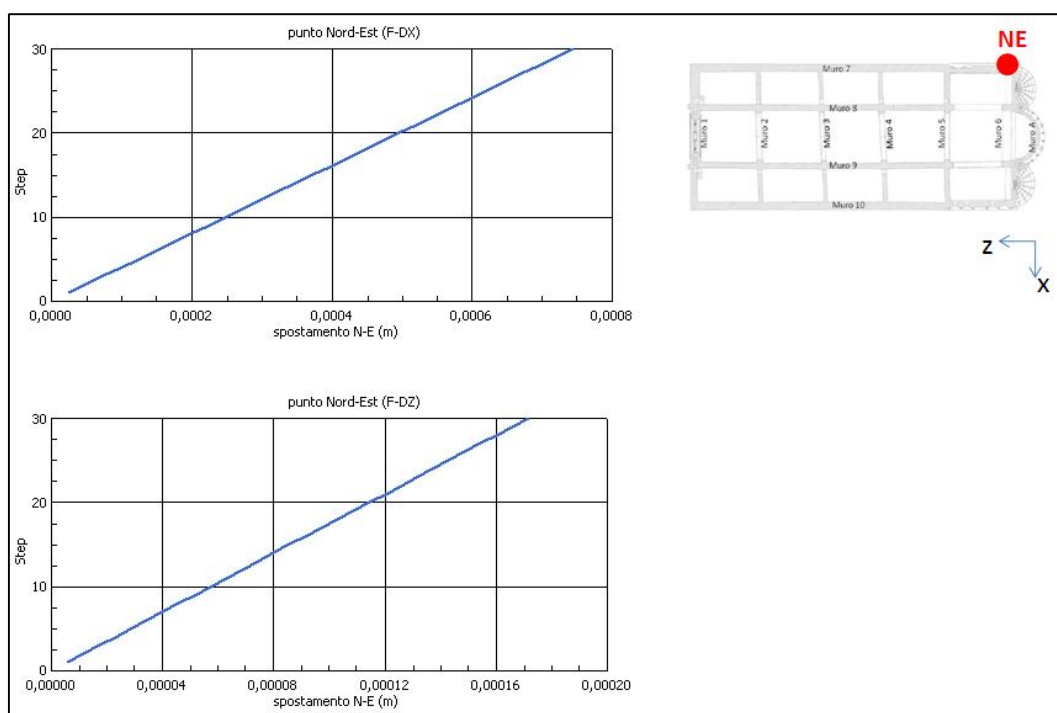 punto Nord-Est (F-DX)
30
20
10
0
Step
0,0000
0,0002
0,0004
0,0006
0,0008
spostamento N-E (m)
NE
Muro 7
Muro 8
Muro 1
Muro 2
Muro 3
Muro 4
Muro 5
Muro 6
Muro A
Muro 9
Muro 10
Z
X
punto Nord-Est (F-DZ)
30
20
10
0
Step
0,00000
0,00004
0,00008
0,00012
0,00016
0,00020
spostamento N-E (m)